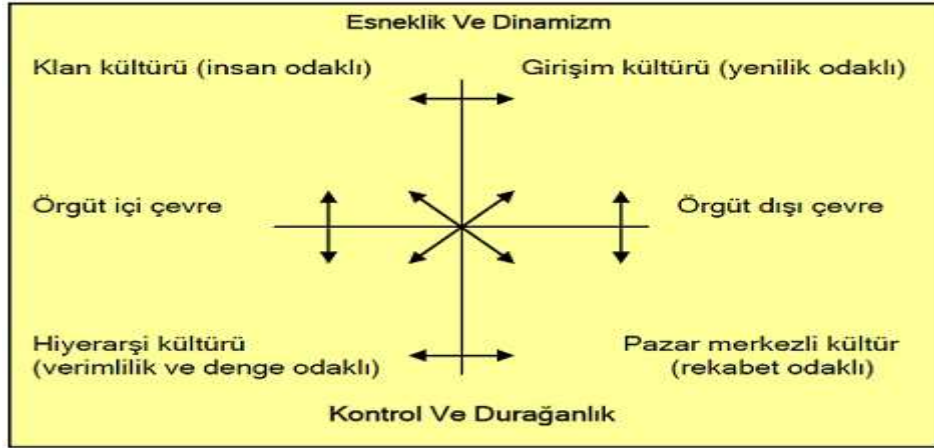 Esneklik Ve Dinamizm
Klan kültürü (insan odaklı)
Girişim kültürü (yenilik odaklı)
Örgüt içi çevre
Örgüt dışı çevre
Hiyerarşi kültürü
(verimlilik ve denge odaklı)
Pazar merkezli kültür
(rekabet odaklı)
Kontrol Ve Durağanlık